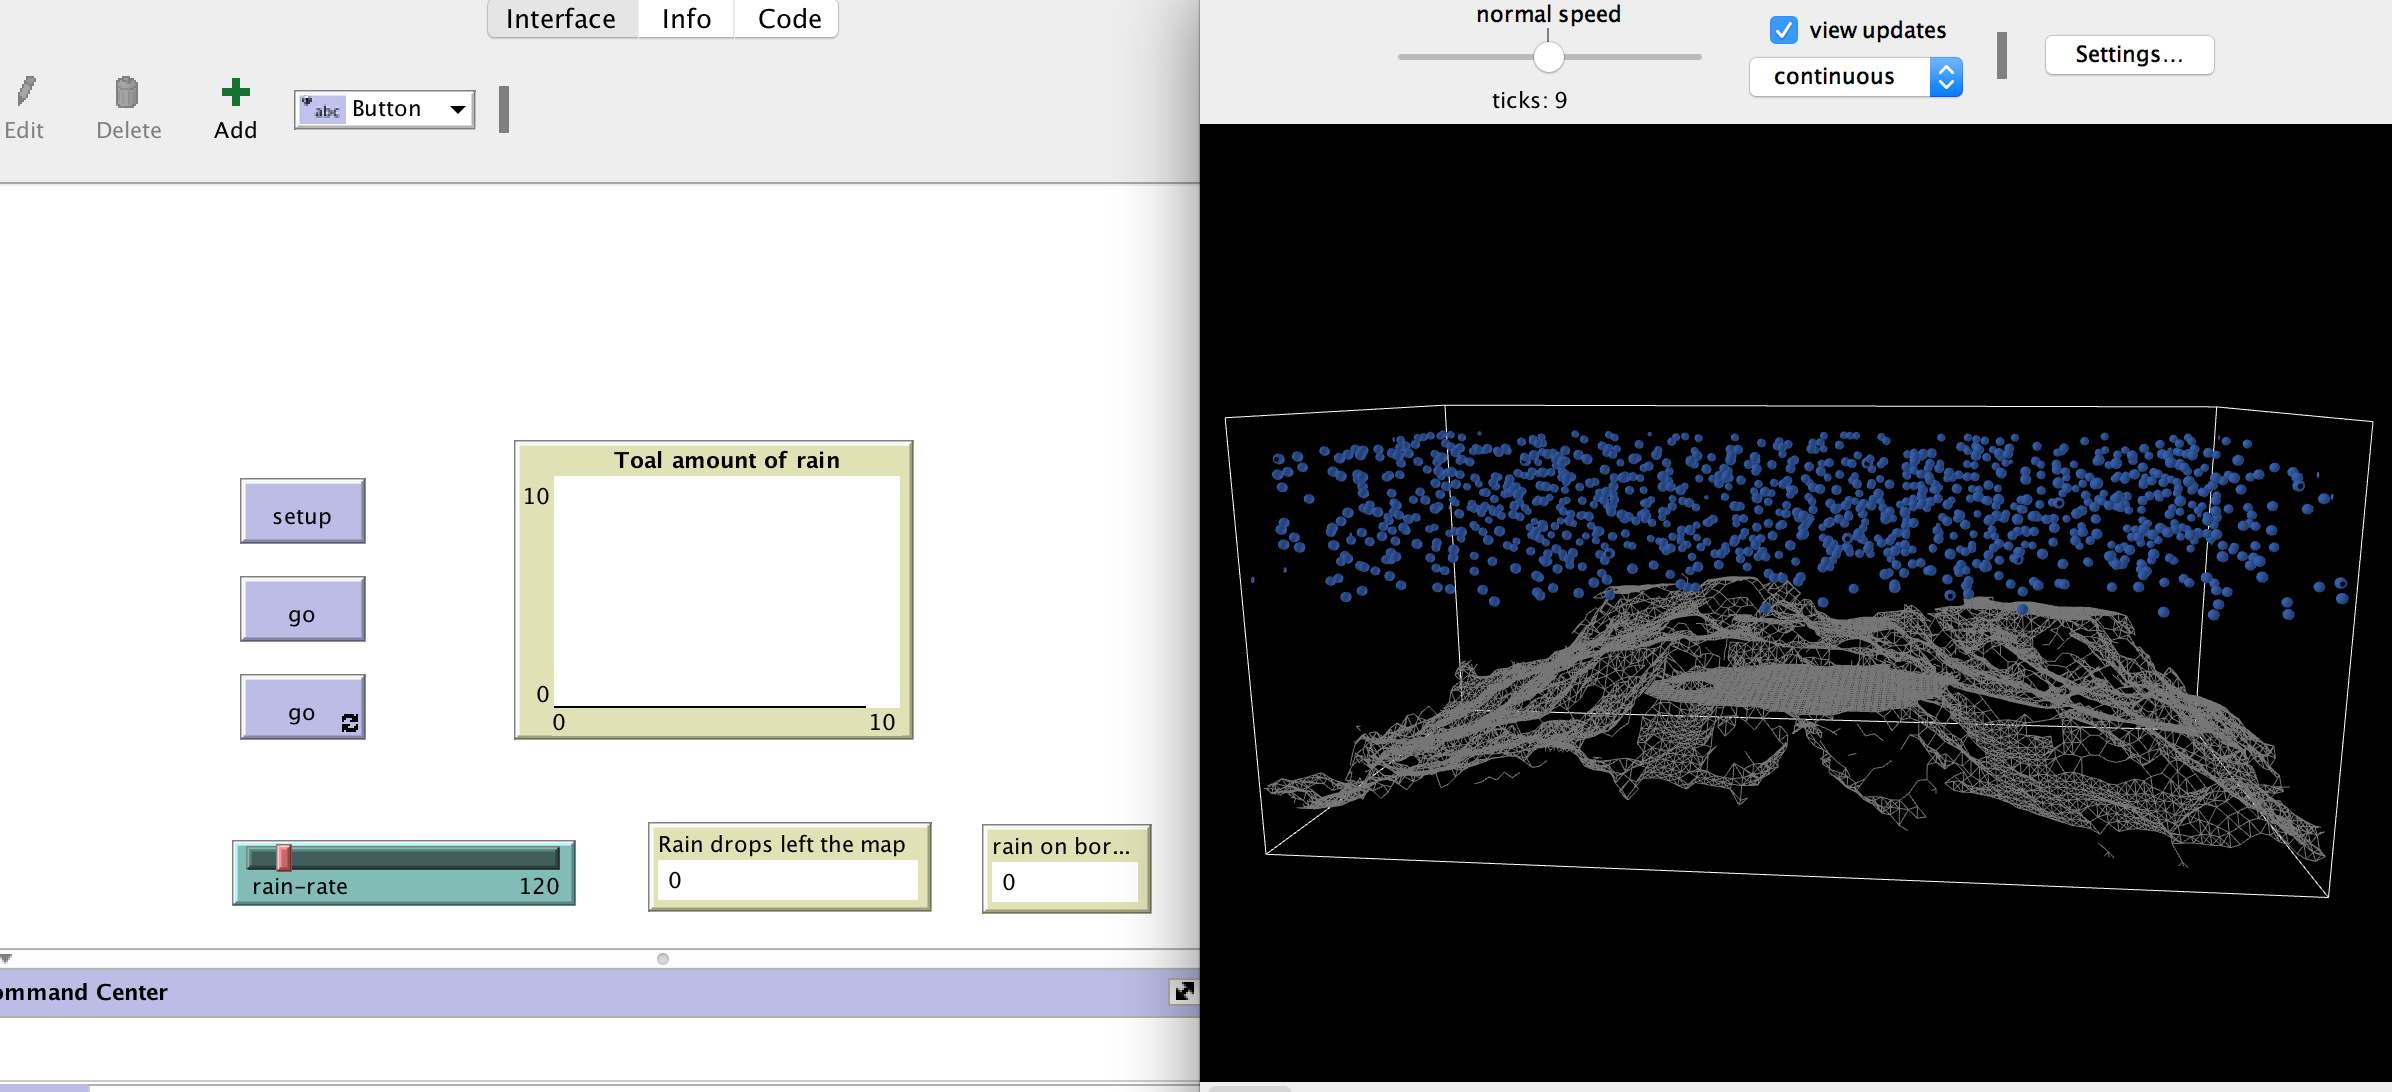 Interface Info Code
normal speed
view updates
continuous
Settings...
ticks: 9
Edit Delete Add
abc Button
Toal amount of rain
10
0
0 10
setup
go
go
rain-rate 120
Rain drops left the map
0
rain on bor...
0
ommand Center